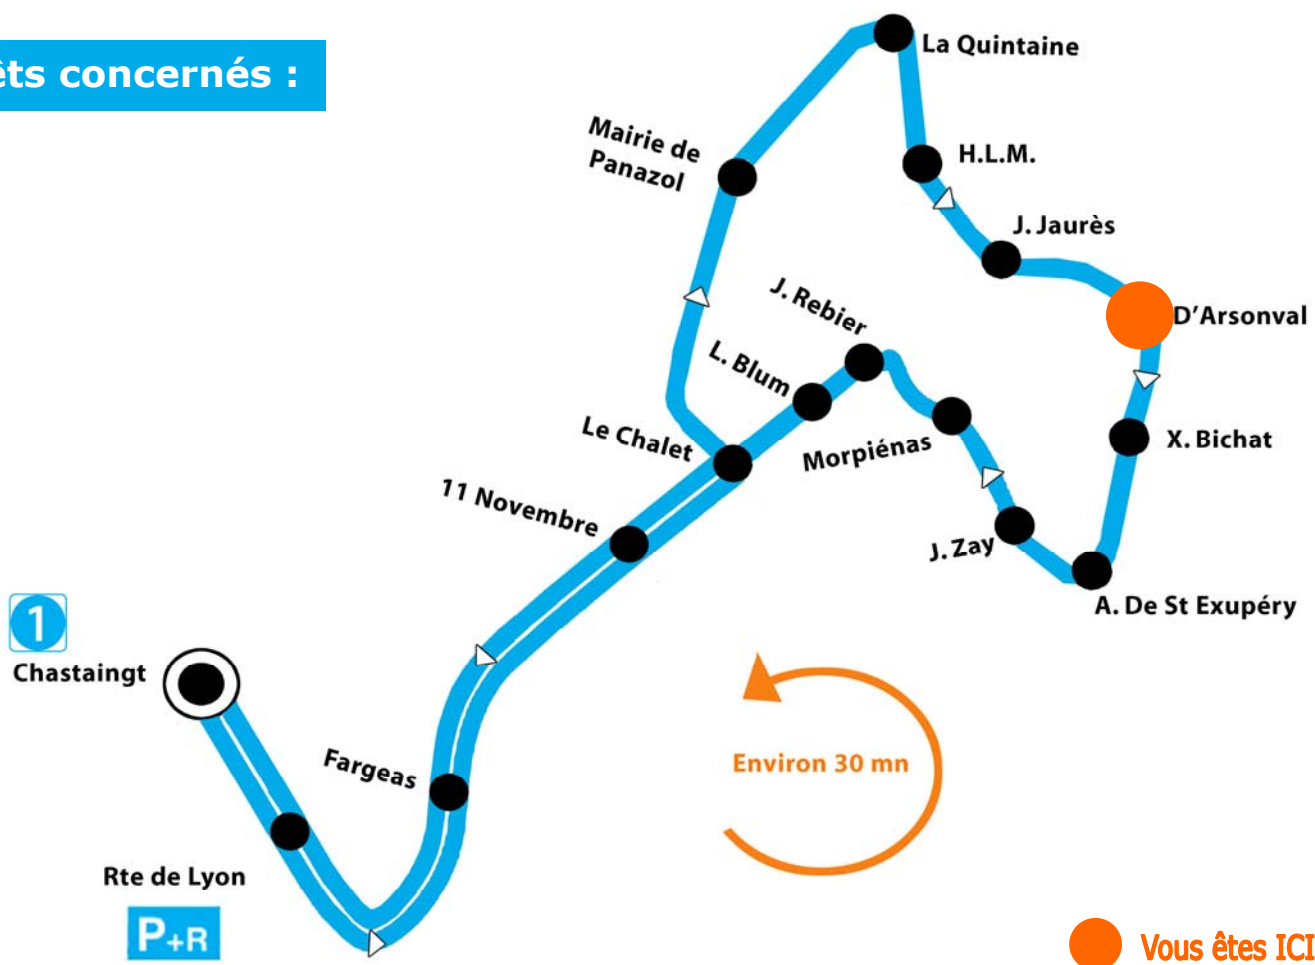 êts concernés :
La Quintaine
Mairie de
Panazol
H.L.M.
J. Jaurès
J. Rebier
D’Arsonval
L. Blum
Le Chalet
Morpiénas
X. Bichat
11 Novembre
J. Zay
A. De St Exupéry
1
Chastaingt
Fargeas
Environ 30 mn
Rte de Lyon
P+R
Vous êtes ICI